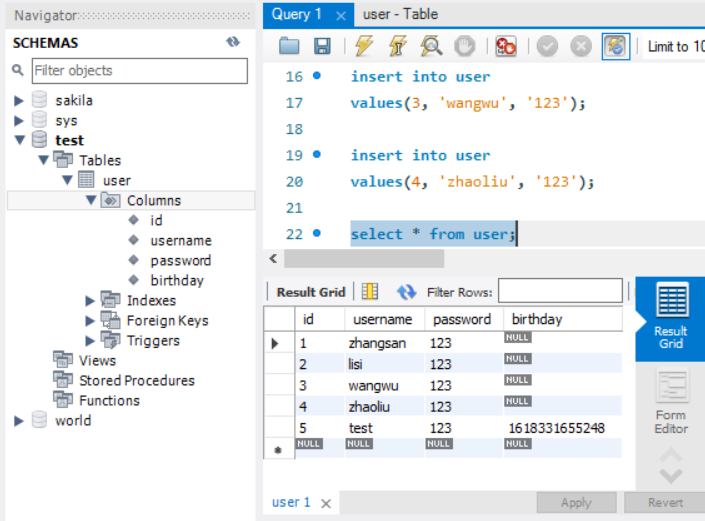 Navigator
SCHEMAS
Filter objects
sakila
sys
test
Tables
user
Columns
id
username
password
birthday
Indexes
Foreign Keys
Triggers
Views
Stored Procedures
Functions
world
Query 1
user - Table
Limit to 10
16 insert into user
17 values(3, 'wangwu', '123');
18
19 insert into user
20 values(4, 'zhaoliu', '123');
21
22 select * from user;
Result Grid Filter Rows:
id username password birthday
1 zhangsan 123 NULL
2 lisi 123 NULL
3 wangwu 123 NULL
4 zhaoliu 123 NULL
5 test 123 1618331655248
NULL NULL NULL NULL
Result
Grid
Form
Editor
user 1
Apply
Revert